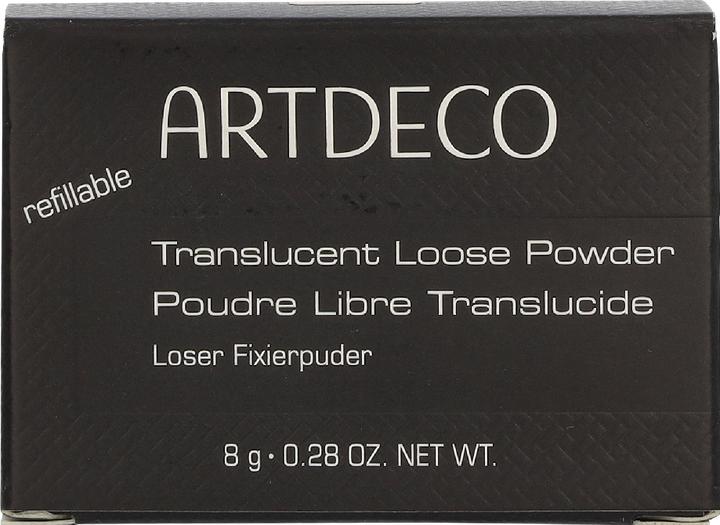 ARTDECO
refillable
Translucent Loose Powder
Poudre Libre Translucide
Loser Fixierpuder
8 g • 0.28 OZ. NET WT.